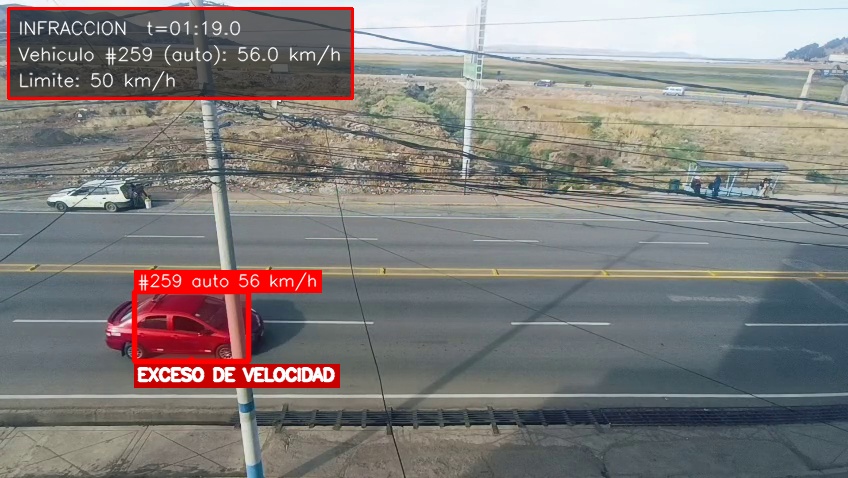 INFRACCION t=01:19.0
Vehiculo #259 (auto): 56.0 km/h
Limite: 50 km/h
#259 auto 56 km/h
EXCESO DE VELOCIDAD